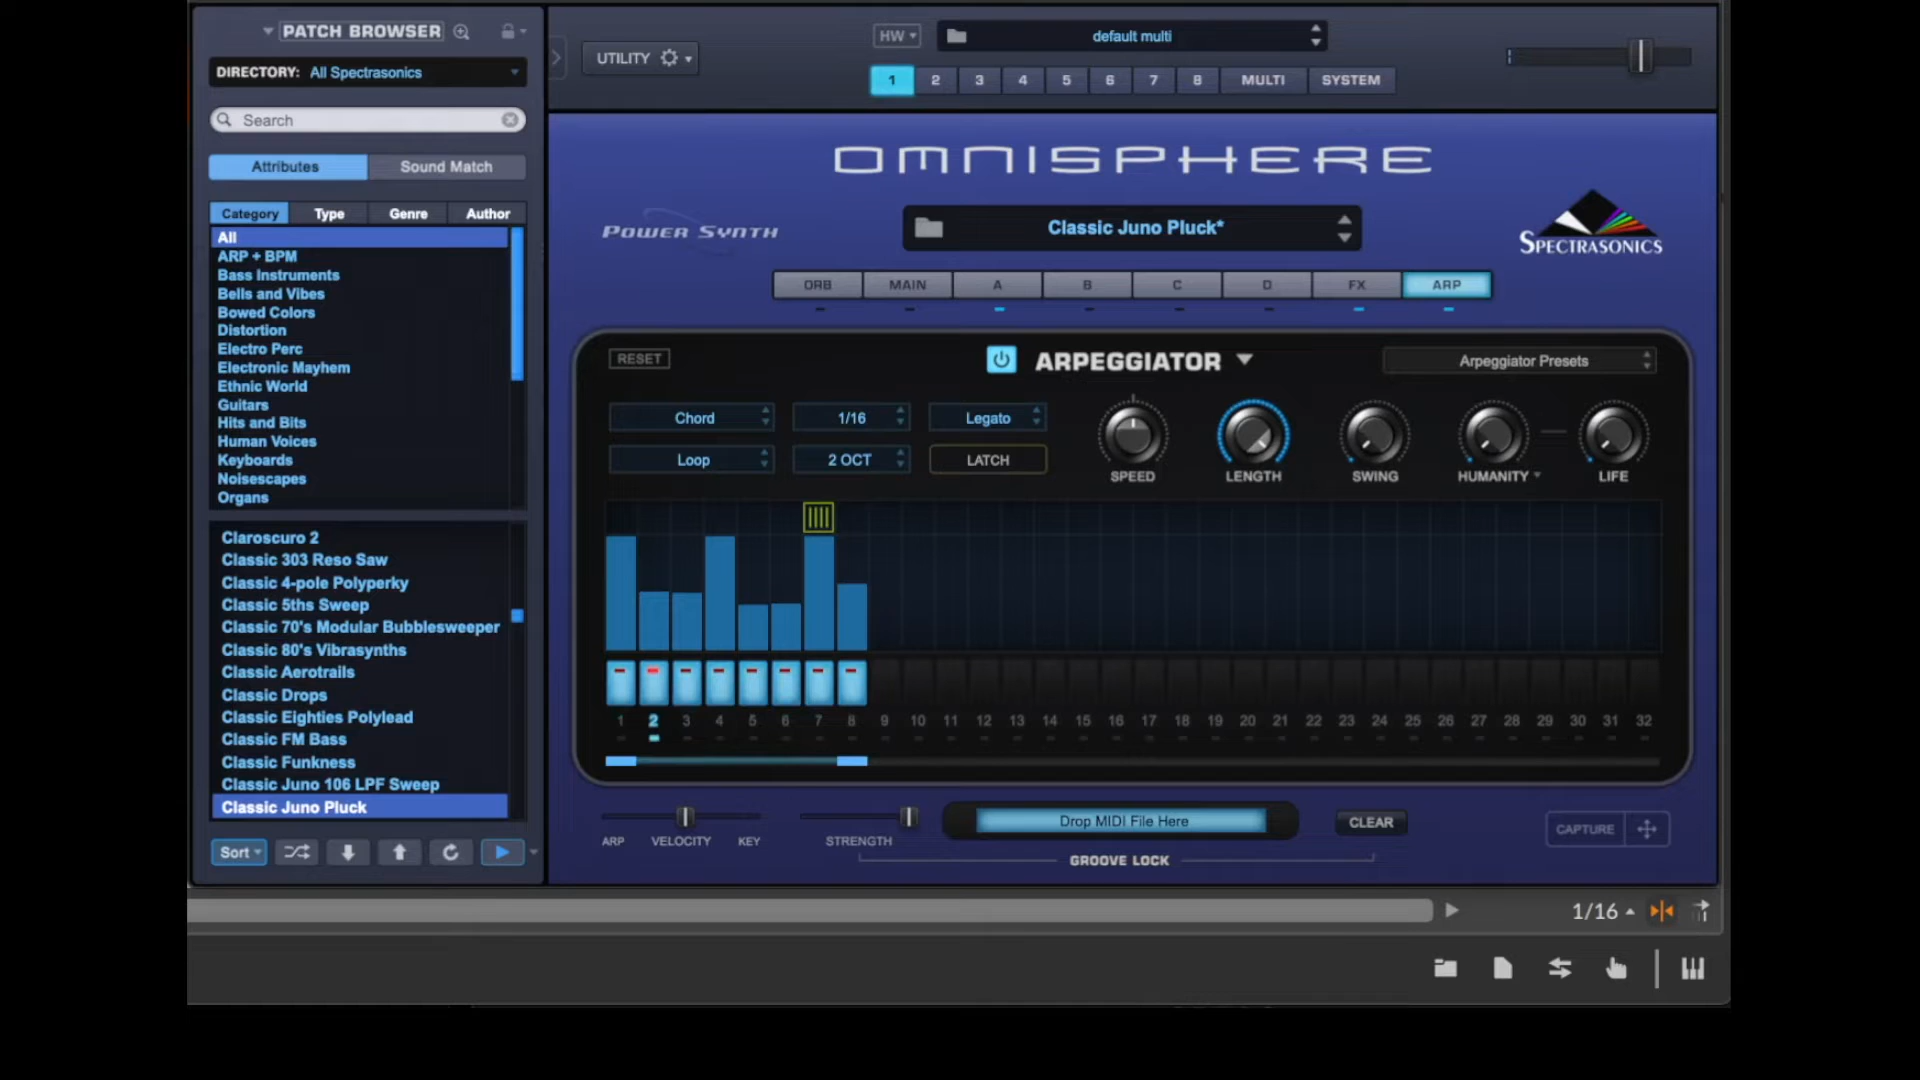 PATCH BROWSER
DIRECTORY: All Spectrasonics
Search
Attributes Sound Match
Category Type Genre Author
All
ARP + BPM
Bass Instruments
Bells and Vibes
Bowed Colors
Distortion
Electro Perc
Electronic Mayhem
Ethnic World
Guitars
Hits and Bits
Human Voices
Keyboards
Noisescapes
Organs
Claroscuro 2
Classic 303 Reso Saw
Classic 4-pole Polyperky
Classic 5ths Sweep
Classic 70's Modular Bubblesweeper
Classic 80's Vibrasynths
Classic Aerotrails
Classic Drops
Classic Eighties Polylead
Classic FM Bass
Classic Funkness
Classic Juno 106 LPF Sweep
Classic Juno Pluck
Sort
UTILITY
HW default multi
1 2 3 4 5 6 7 8 MULTI SYSTEM
OMNISPHERE
POWER SYNTH
Classic Juno Pluck*
SPECTRASONICS
ORB MAIN A B C D FX ARP
RESET
ARPEGGIATOR
Arpeggiator Presets
Chord 1/16 Legato
Loop 2 OCT LATCH
SPEED LENGTH SWING HUMANITY LIFE
1 2 3 4 5 6 7 8 9 10 11 12 13 14 15 16 17 18 19 20 21 22 23 24 25 26 27 28 29 30 31 32
ARP VELOCITY KEY
STRENGTH
Drop MIDI File Here
CLEAR
GROOVE LOCK
CAPTURE
1/16